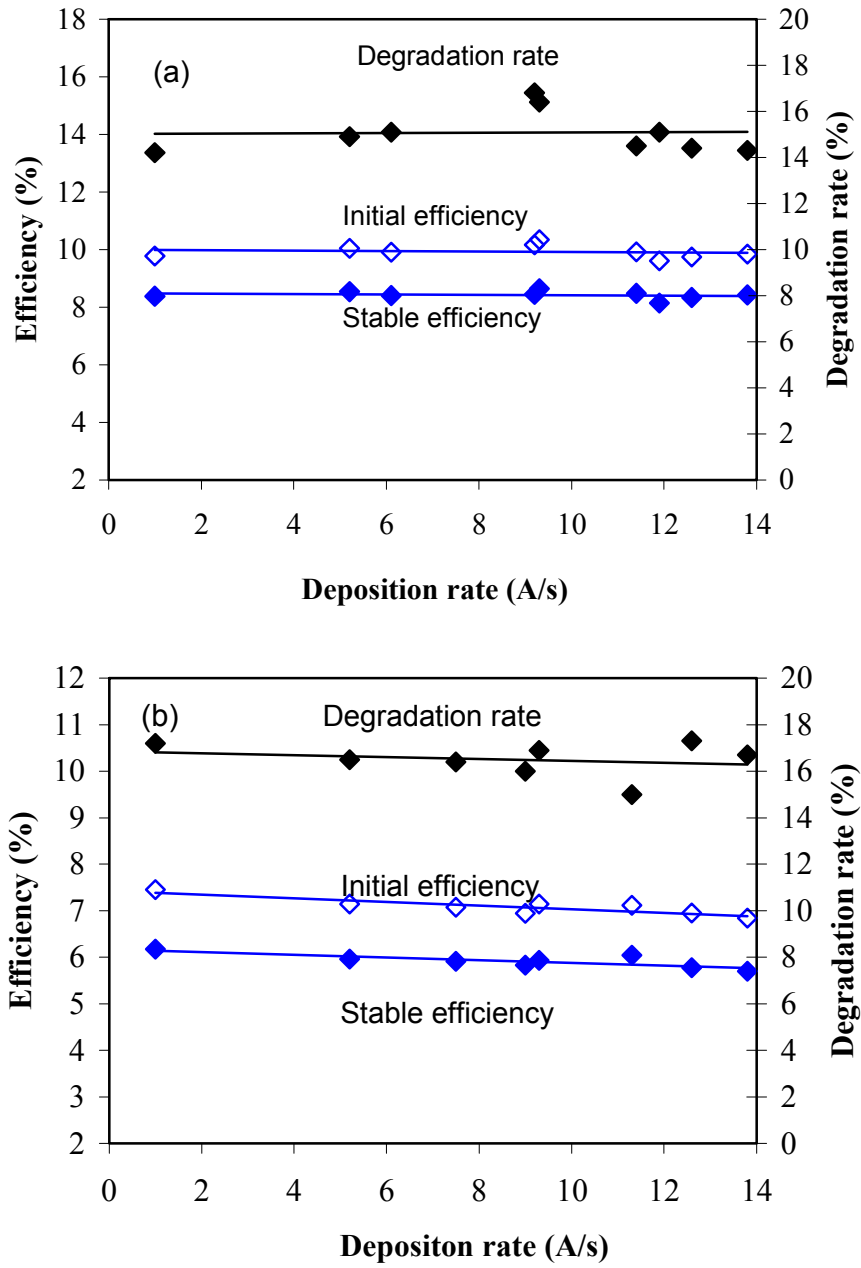 18
16
14
12
10
8
6
4
2
Efficiency (%)
(a)
Degradation rate
Initial efficiency
Stable efficiency
20
18
16
14
12
10
8
6
4
2
0
Degradation rate (%)
0 2 4 6 8 10 12 14
Deposition rate (A/s)
12
11
10
9
8
7
6
5
4
3
2
Efficiency (%)
(b)
Degradation rate
Initial efficiency
Stable efficiency
20
18
16
14
12
10
8
6
4
2
0
Degradation rate (%)
0 2 4 6 8 10 12 14
Depositon rate (A/s)